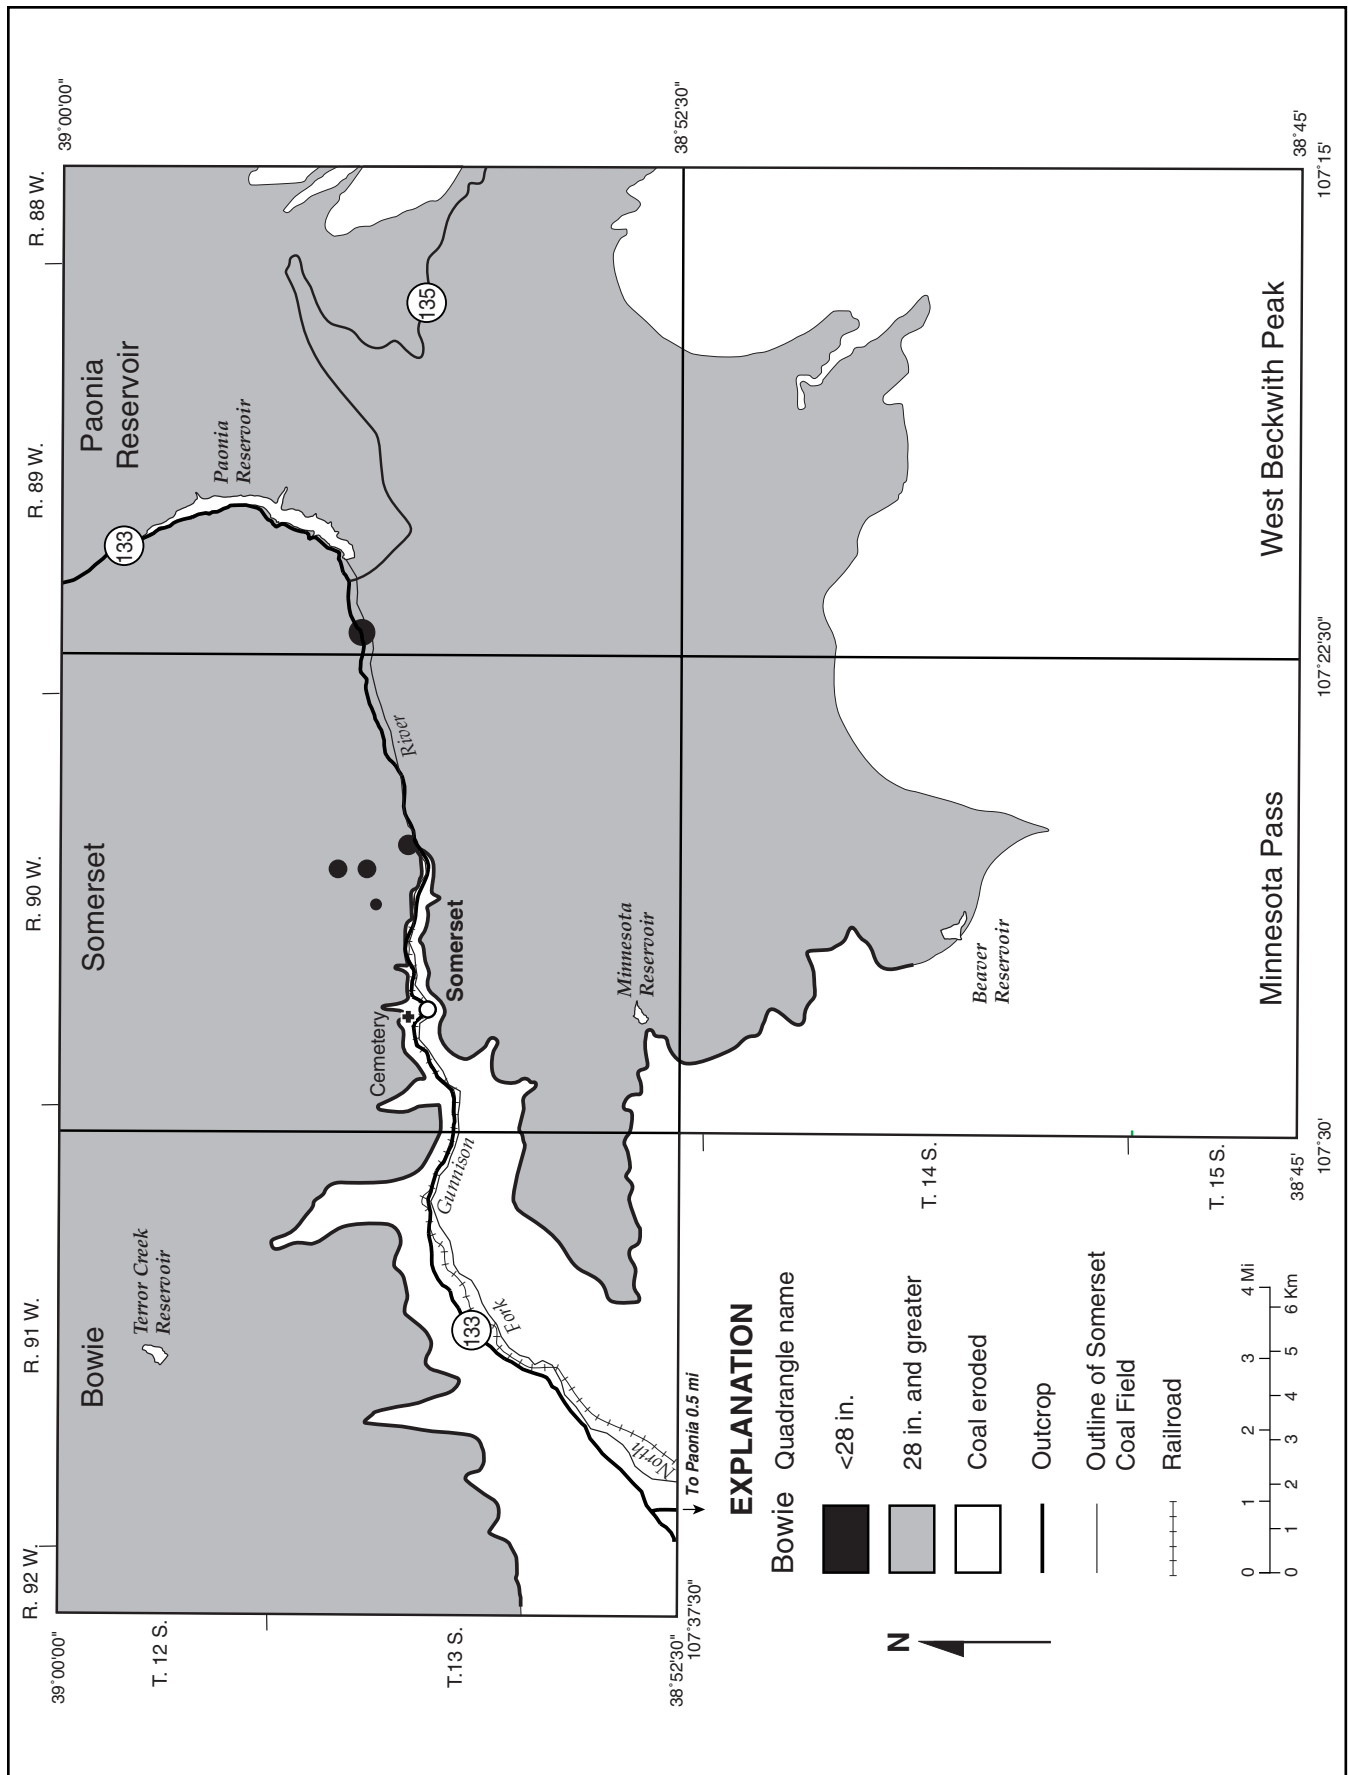 R. 92 W.
R. 91 W.
R. 90 W.
R. 89 W.
R. 88 W.
39°00'00"
39°00'00"
T. 12 S.
T.13 S.
38°52'30"
107°37'30"
38°52'30"
Bowie
Somerset
Paonia
Reservoir
Terror Creek
Reservoir
Paonia
Reservoir
133
135
133
Cemetery
Somerset
River
Gunnison
Fork
North
Minnesota
Reservoir
To Paonia 0.5 mi
Beaver
Reservoir
Minnesota Pass
West Beckwith Peak
T. 14 S.
T. 15 S.
38°45'
107°30'
107°22'30"
107°15'
38°45'
EXPLANATION
Bowie Quadrangle name
<28 in.
28 in. and greater
Coal eroded
Outcrop
Outline of Somerset
Coal Field
Railroad
0 1 2 3 4 Mi
0 1 2 3 4 5 6 Km
N